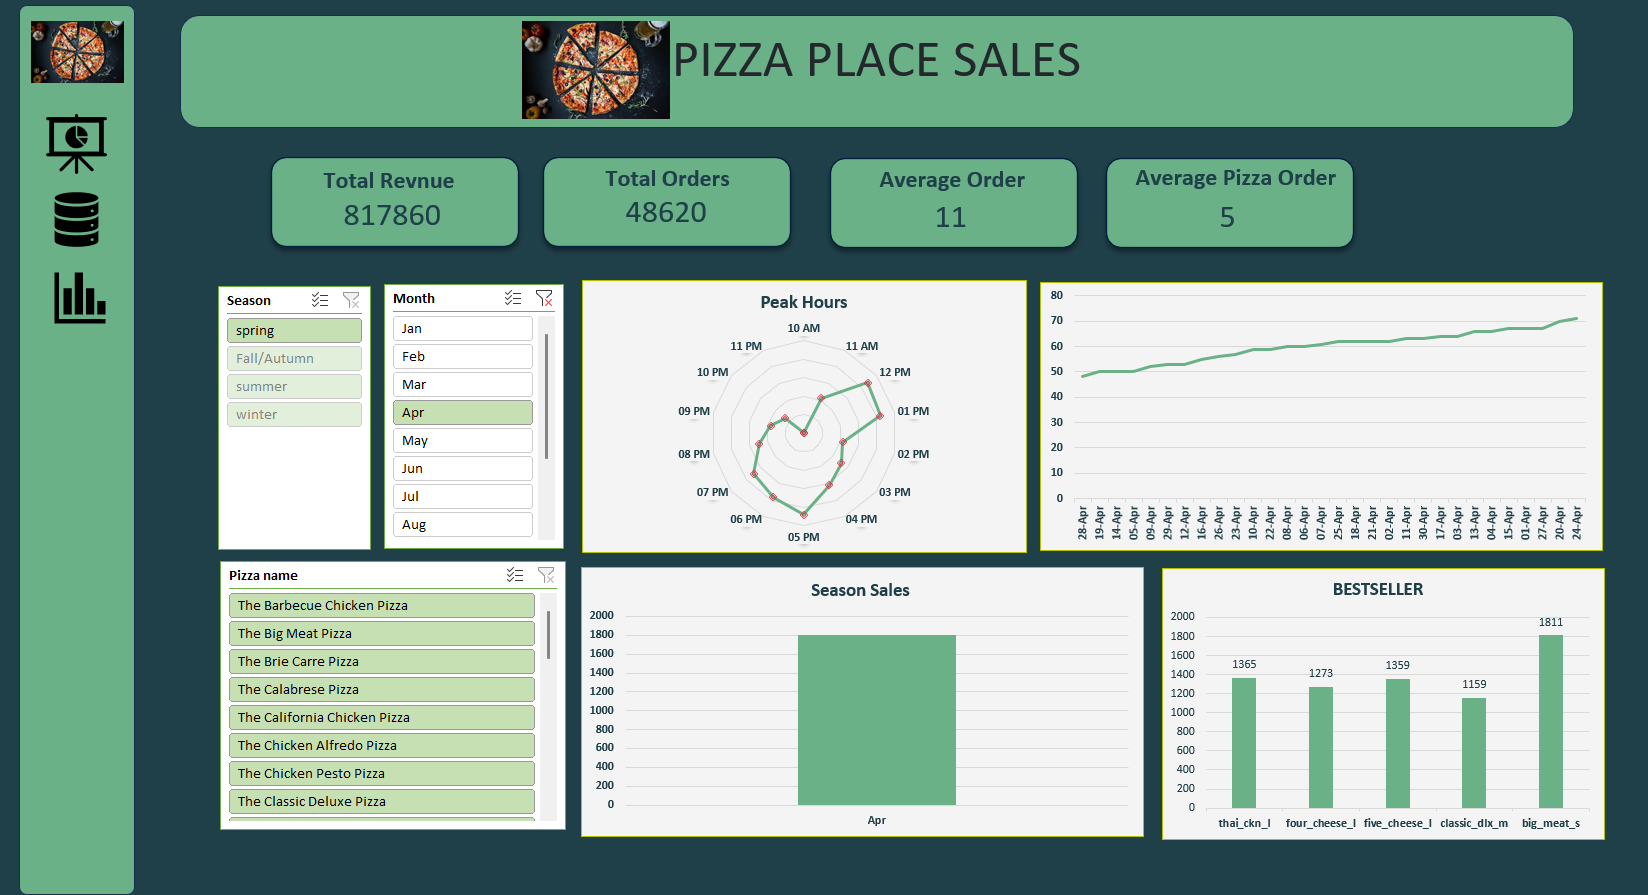 PIZZA PLACE SALES
Total Revnue
817860
Total Orders
48620
Average Order
11
Average Pizza Order
5
Season
spring
Fall/Autumn
summer
winter
Month
Jan
Feb
Mar
Apr
May
Jun
Jul
Aug
Peak Hours
10 AM
11 AM
12 PM
01 PM
02 PM
03 PM
04 PM
05 PM
06 PM
07 PM
08 PM
09 PM
10 PM
11 PM
80
70
60
50
40
30
20
10
0
28-Apr
19-Apr
14-Apr
05-Apr
09-Apr
29-Apr
12-Apr
16-Apr
26-Apr
23-Apr
10-Apr
22-Apr
08-Apr
06-Apr
07-Apr
25-Apr
18-Apr
21-Apr
02-Apr
11-Apr
30-Apr
17-Apr
03-Apr
13-Apr
04-Apr
15-Apr
01-Apr
27-Apr
20-Apr
24-Apr
Pizza name
The Barbecue Chicken Pizza
The Big Meat Pizza
The Brie Carre Pizza
The Calabrese Pizza
The California Chicken Pizza
The Chicken Alfredo Pizza
The Chicken Pesto Pizza
The Classic Deluxe Pizza
Season Sales
2000
1800
1600
1400
1200
1000
800
600
400
200
0
Apr
BESTSELLER
2000
1800
1600
1400
1200
1000
800
600
400
200
0
1365
1273
1359
1159
1811
thai_ckn_l
four_cheese_l
five_cheese_l
classic_dlx_m
big_meat_s